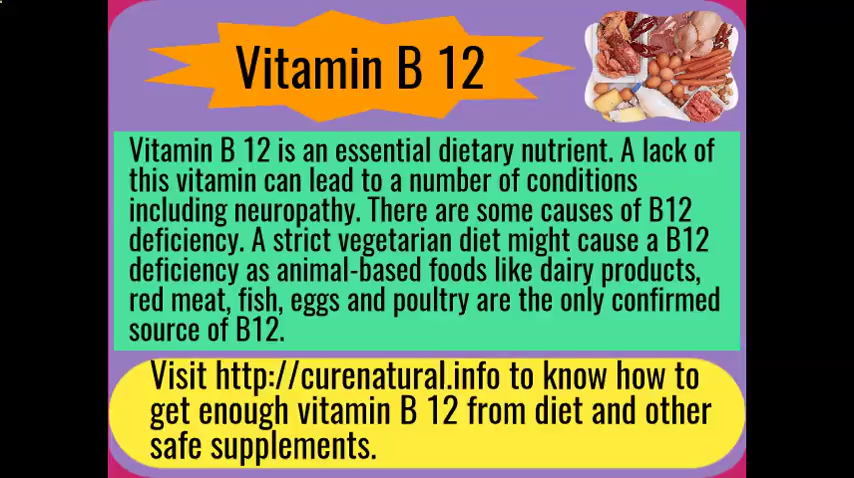 Vitamin B 12
Vitamin B 12 is an essential dietary nutrient. A lack of
this vitamin can lead to a number of conditions
including neuropathy. There are some causes of B12
deficiency. A strict vegetarian diet might cause a B12
deficiency as animal-based foods like dairy products,
red meat, fish, eggs and poultry are the only confirmed
source of B12.
Visit http://curenatural.info to know how to
get enough vitamin B 12 from diet and other
safe supplements.